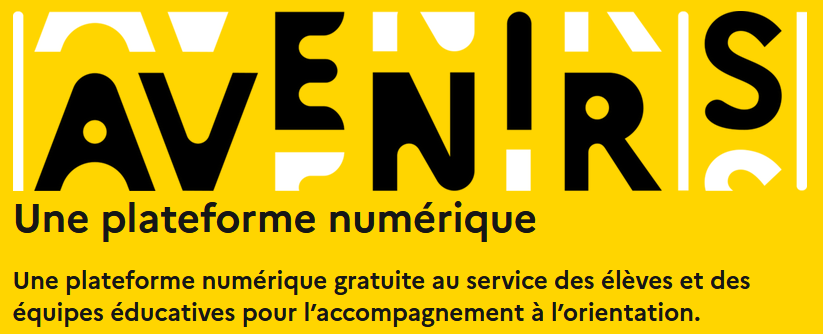 AVENIRS
Une plateforme numérique
Une plateforme numérique gratuite au service des élèves et des
équipes éducatives pour l’accompagnement à l’orientation.